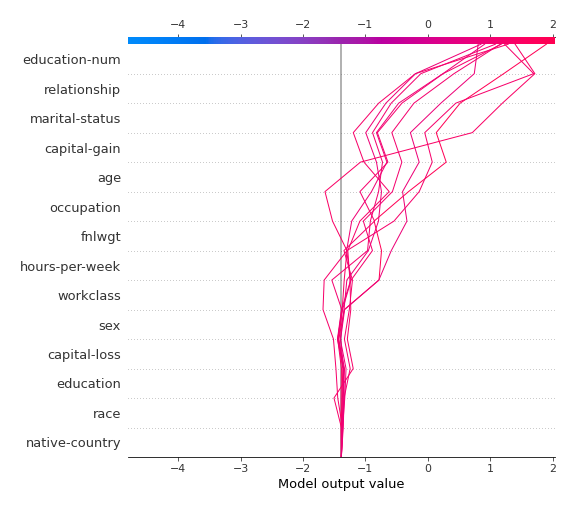 −4 −3 −2 −1 0 1 2
education-num
relationship
marital-status
capital-gain
age
occupation
fnlwgt
hours-per-week
workclass
sex
capital-loss
education
race
native-country
−4 −3 −2 −1 0 1 2
Model output value